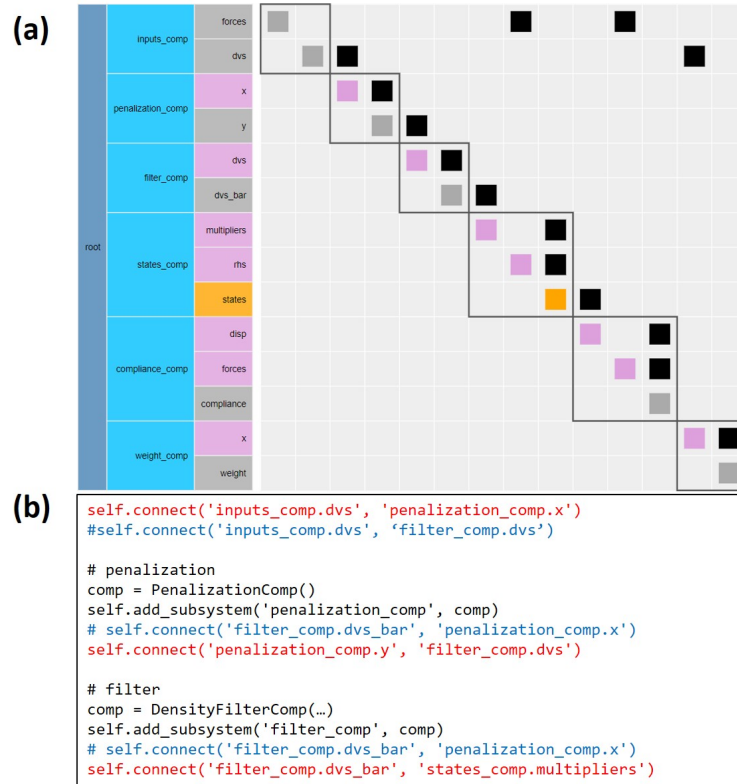 (a)
root
inputs_comp
forces
dvs
penalization_comp
x
y
filter_comp
dvs
dvs_bar
states_comp
multipliers
rhs
states
compliance_comp
disp
forces
compliance
weight_comp
x
weight
(b)
self.connect('inputs_comp.dvs', 'penalization_comp.x')
#self.connect('inputs_comp.dvs', ‘filter_comp.dvs’)
# penalization
comp = PenalizationComp()
self.add_subsystem('penalization_comp', comp)
# self.connect('filter_comp.dvs_bar', 'penalization_comp.x')
self.connect('penalization_comp.y', 'filter_comp.dvs')
# filter
comp = DensityFilterComp(…)
self.add_subsystem('filter_comp', comp)
# self.connect('filter_comp.dvs_bar', 'penalization_comp.x')
self.connect('filter_comp.dvs_bar', 'states_comp.multipliers')